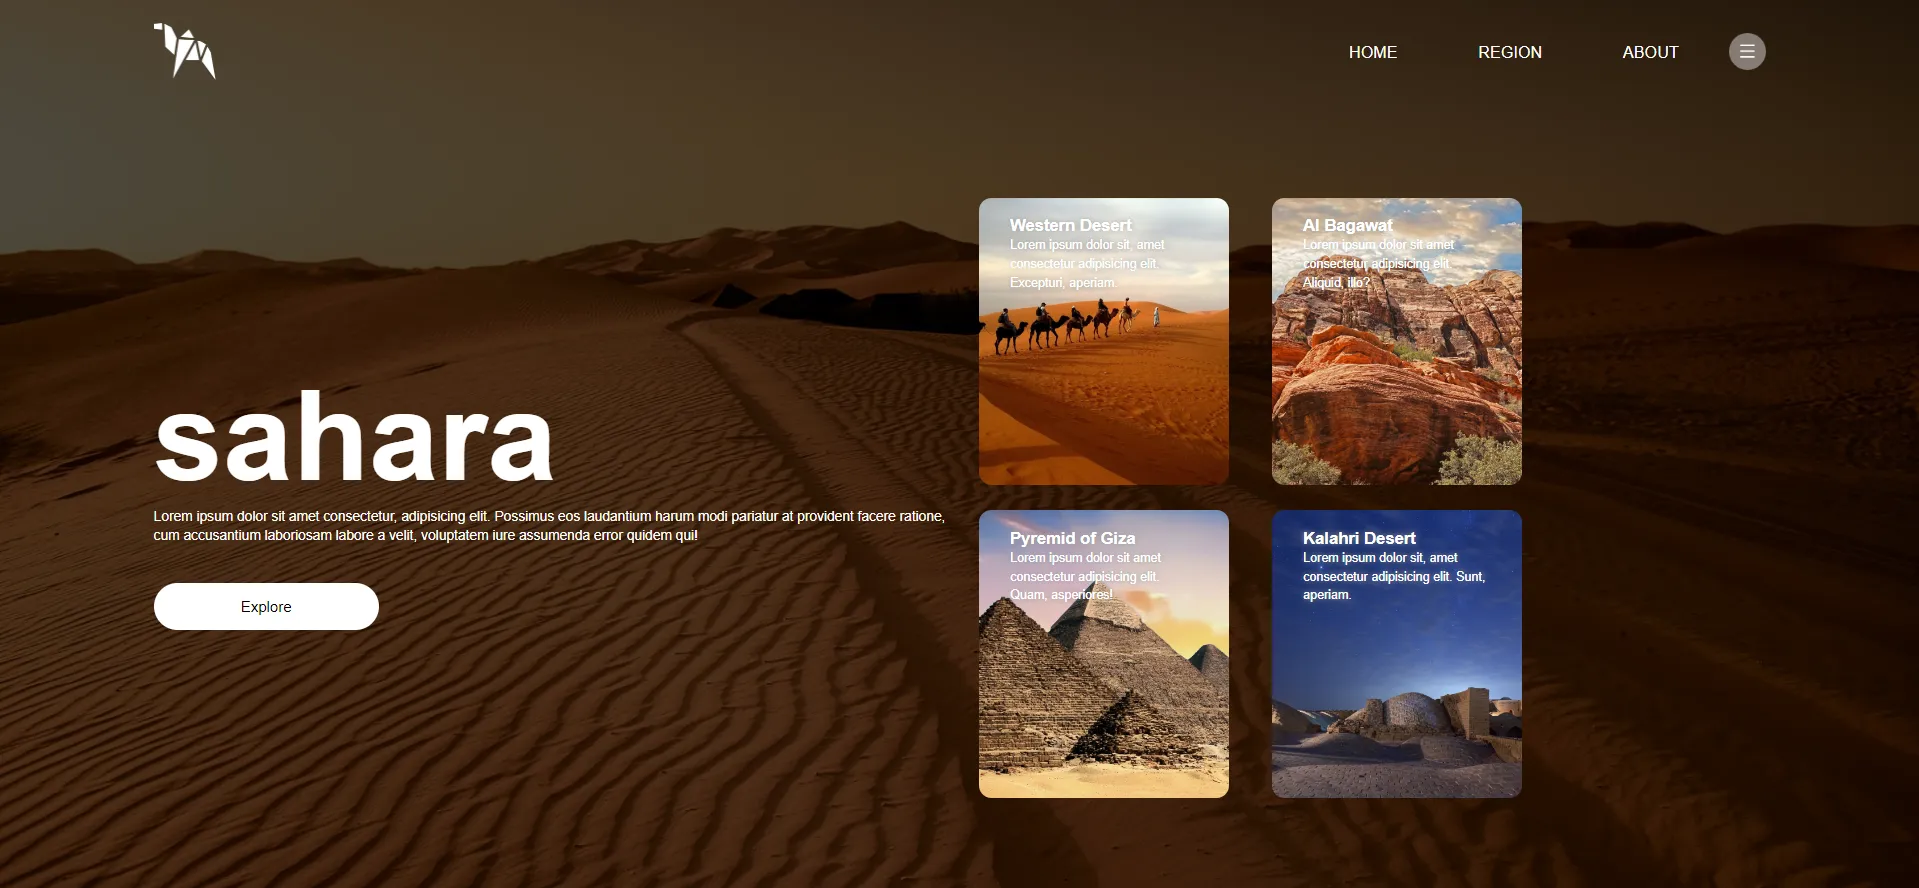 HOME
REGION
ABOUT
sahara
Lorem ipsum dolor sit amet consectetur, adipisicing elit. Possimus eos laudantium harum modi pariatur at provident facere ratione,
cum accusantium laboriosam labore a velit, voluptatem iure assumenda error quidem qui!
Explore
Western Desert
Lorem ipsum dolor sit, amet
consectetur adipisicing elit.
Excepturi, aperiam.
Al Bagawat
Lorem ipsum dolor sit amet
consectetur adipisicing elit.
Aliquid, illo?
Pyremid of Giza
Lorem ipsum dolor sit amet
consectetur adipisicing elit.
Quam, asperiores!
Kalahri Desert
Lorem ipsum dolor sit, amet
consectetur adipisicing elit. Sunt,
aperiam.